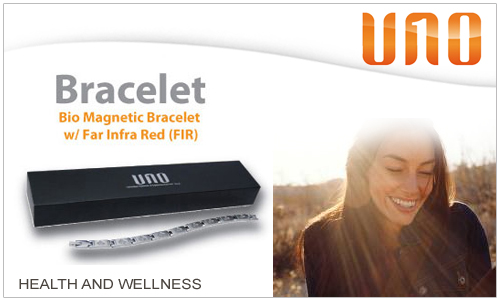 UNO
Bracelet
Bio Magnetic Bracelet
w/ Far Infra Red (FIR)
UNO
HEALTH AND WELLNESS